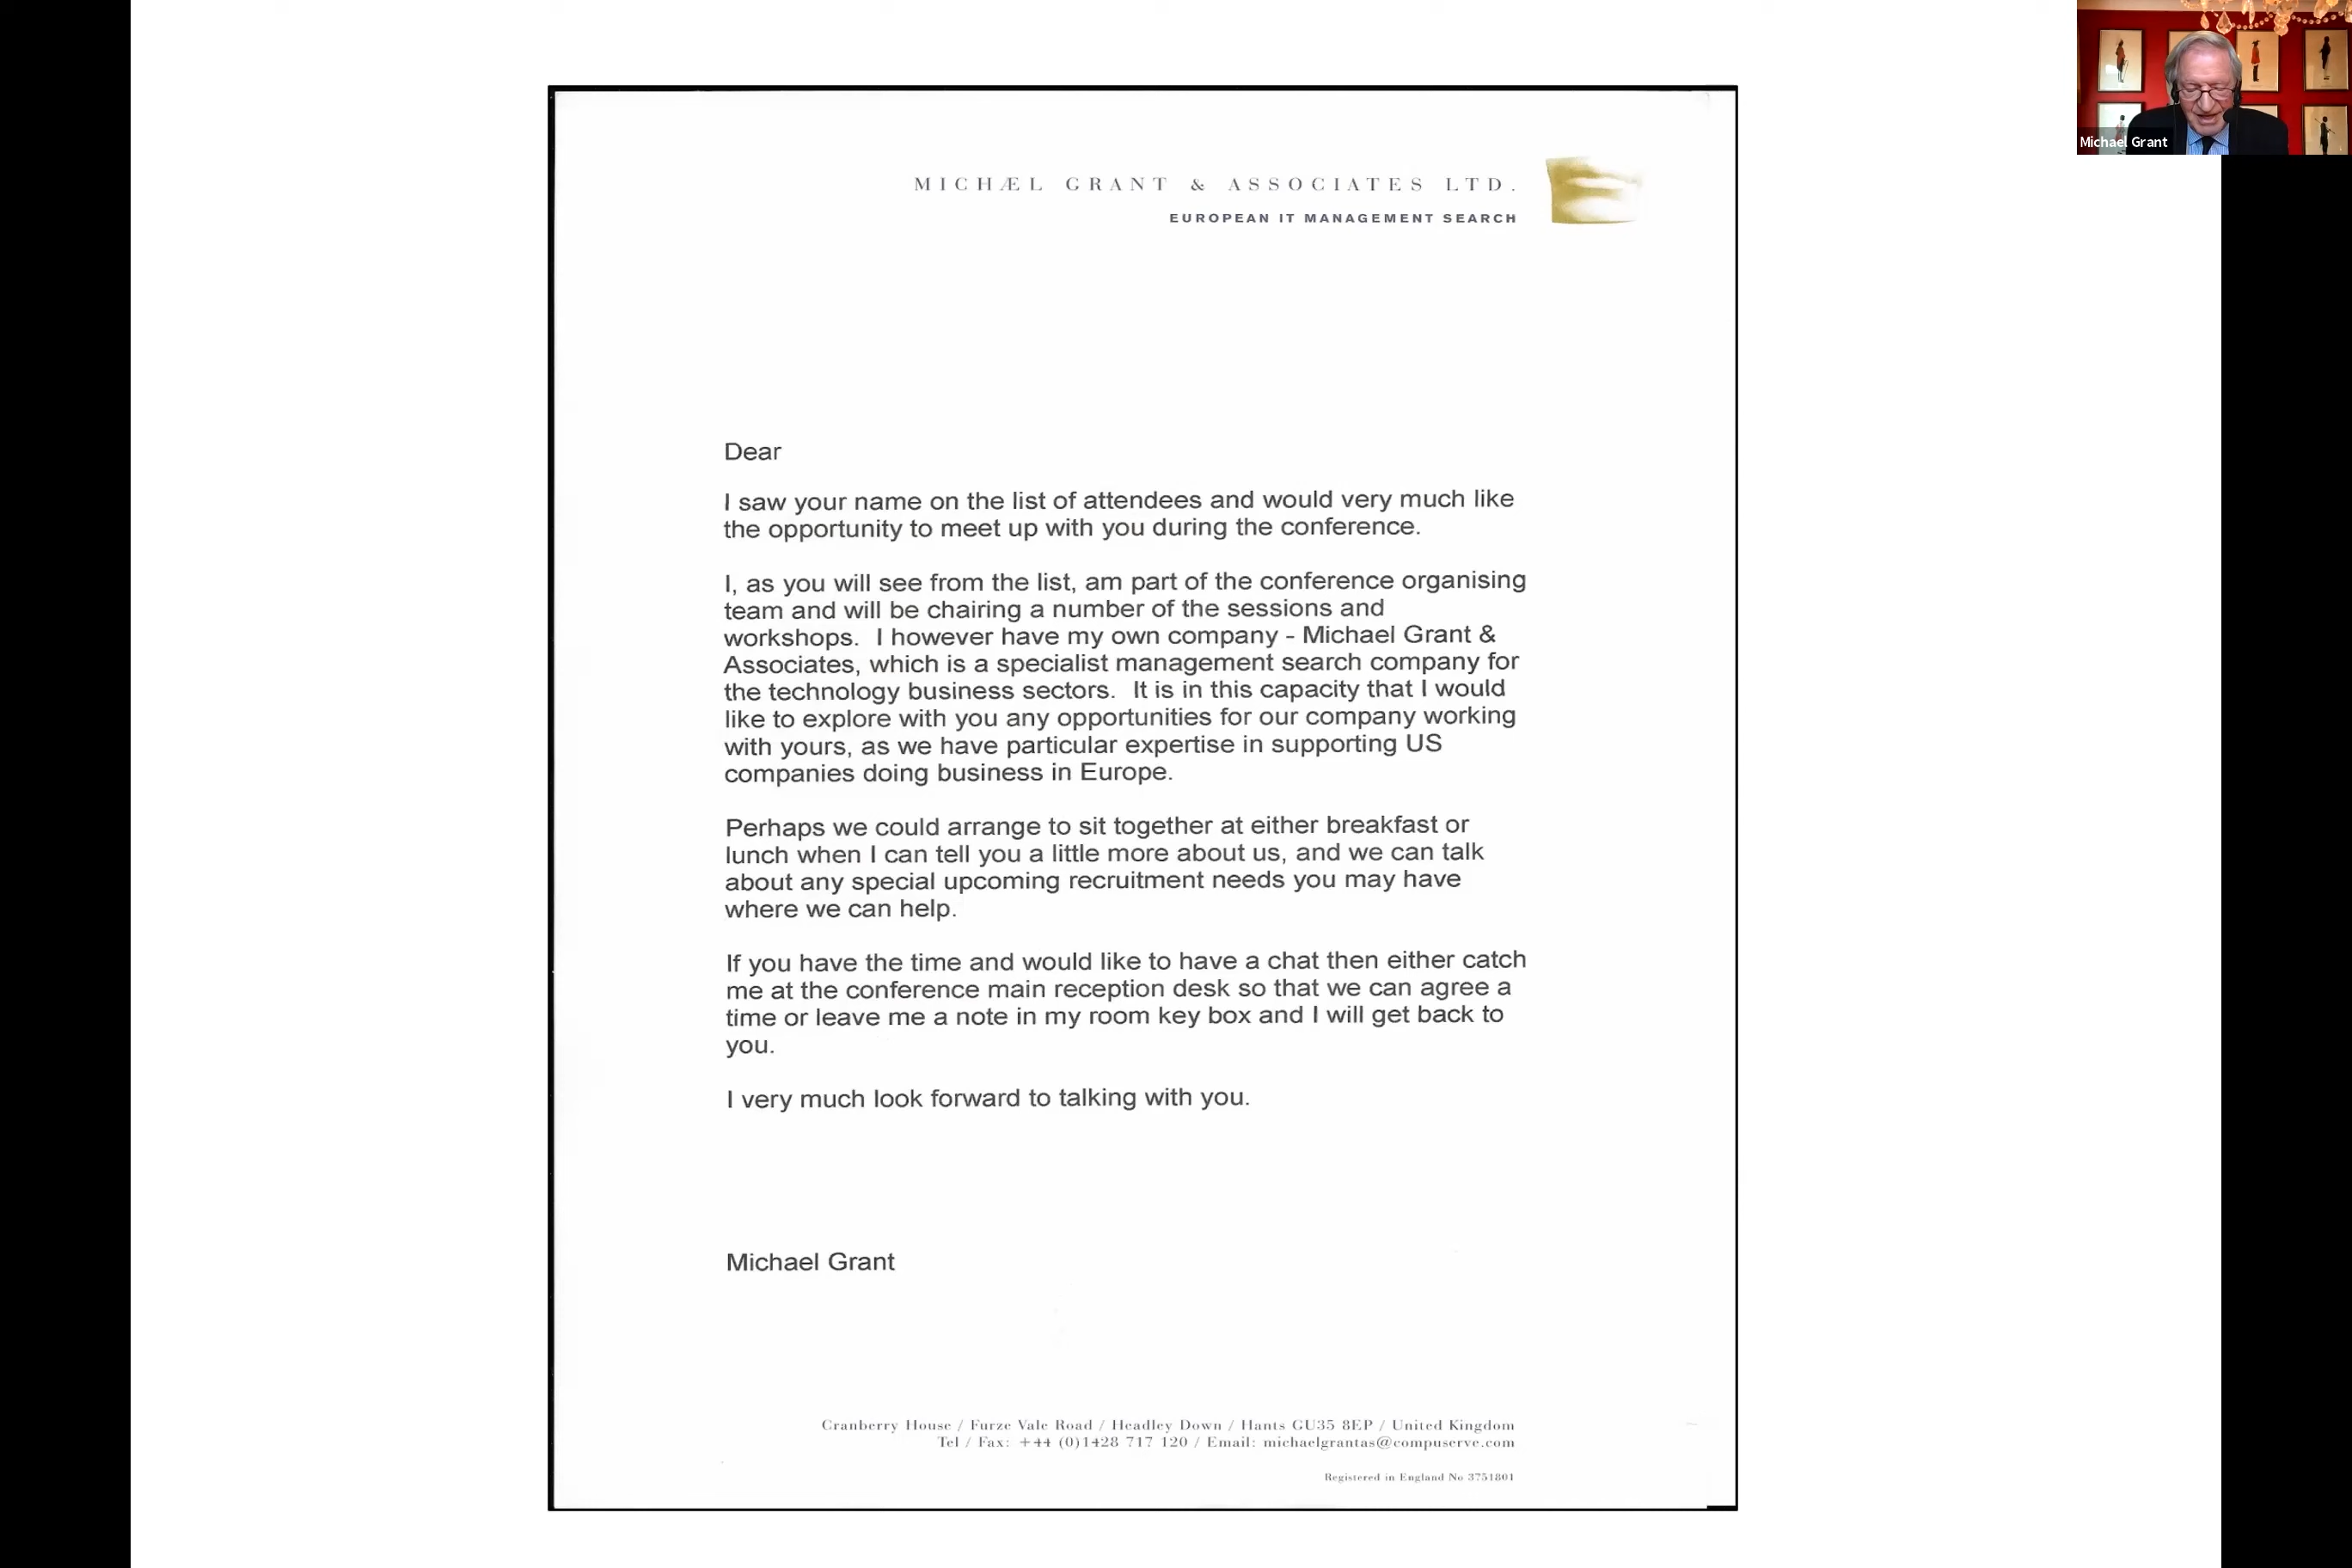 MICHÆL GRANT & ASSOCIATES LTD.
EUROPEAN IT MANAGEMENT SEARCH
Michael Grant
Dear
I saw your name on the list of attendees and would very much like
the opportunity to meet up with you during the conference.
I, as you will see from the list, am part of the conference organising
team and will be chairing a number of the sessions and
workshops.  I however have my own company - Michael Grant &
Associates, which is a specialist management search company for
the technology business sectors.  It is in this capacity that I would
like to explore with you any opportunities for our company working
with yours, as we have particular expertise in supporting US
companies doing business in Europe.
Perhaps we could arrange to sit together at either breakfast or
lunch when I can tell you a little more about us, and we can talk
about any special upcoming recruitment needs you may have
where we can help.
If you have the time and would like to have a chat then either catch
me at the conference main reception desk so that we can agree a
time or leave me a note in my room key box and I will get back to
you.
I very much look forward to talking with you.
Michael Grant
Cranberry House / Furze Vale Road / Headley Down / Hants GU35 8EP / United Kingdom
Tel / Fax: +44 (0)1428 717 120 / Email: michaelgrantas@compuserve.com
Registered in England No 3751801